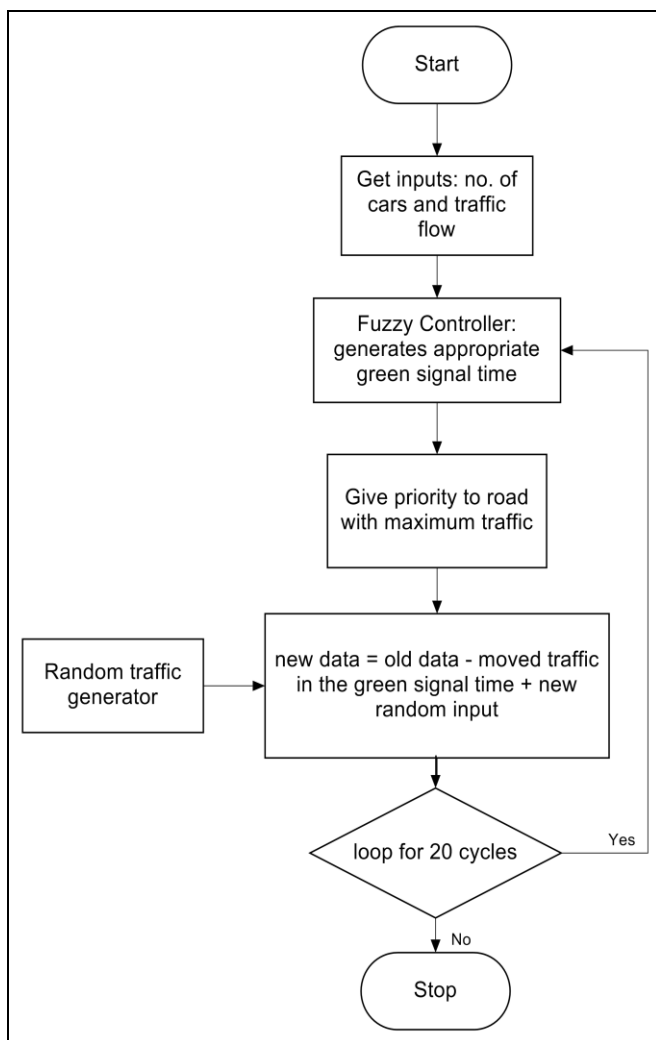 Start
Get inputs: no. of
cars and traffic
flow
Fuzzy Controller:
generates appropriate
green signal time
Give priority to road
with maximum traffic
Random traffic
generator
new data = old data - moved traffic
in the green signal time + new
random input
loop for 20 cycles
Yes
No
Stop